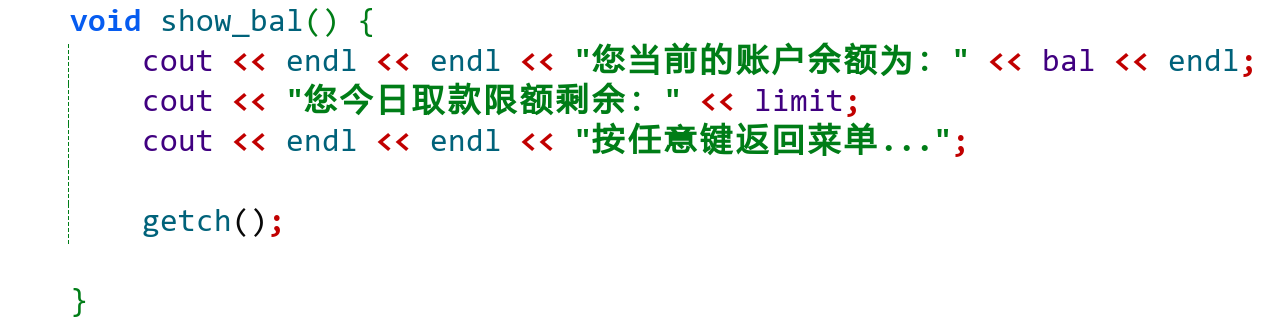 void show_bal() {
cout << endl << endl << "您当前的账户余额为：" << bal << endl;
cout << "您今日取款限额剩余：" << limit;
cout << endl << endl << "按任意键返回菜单...";
getch();
}